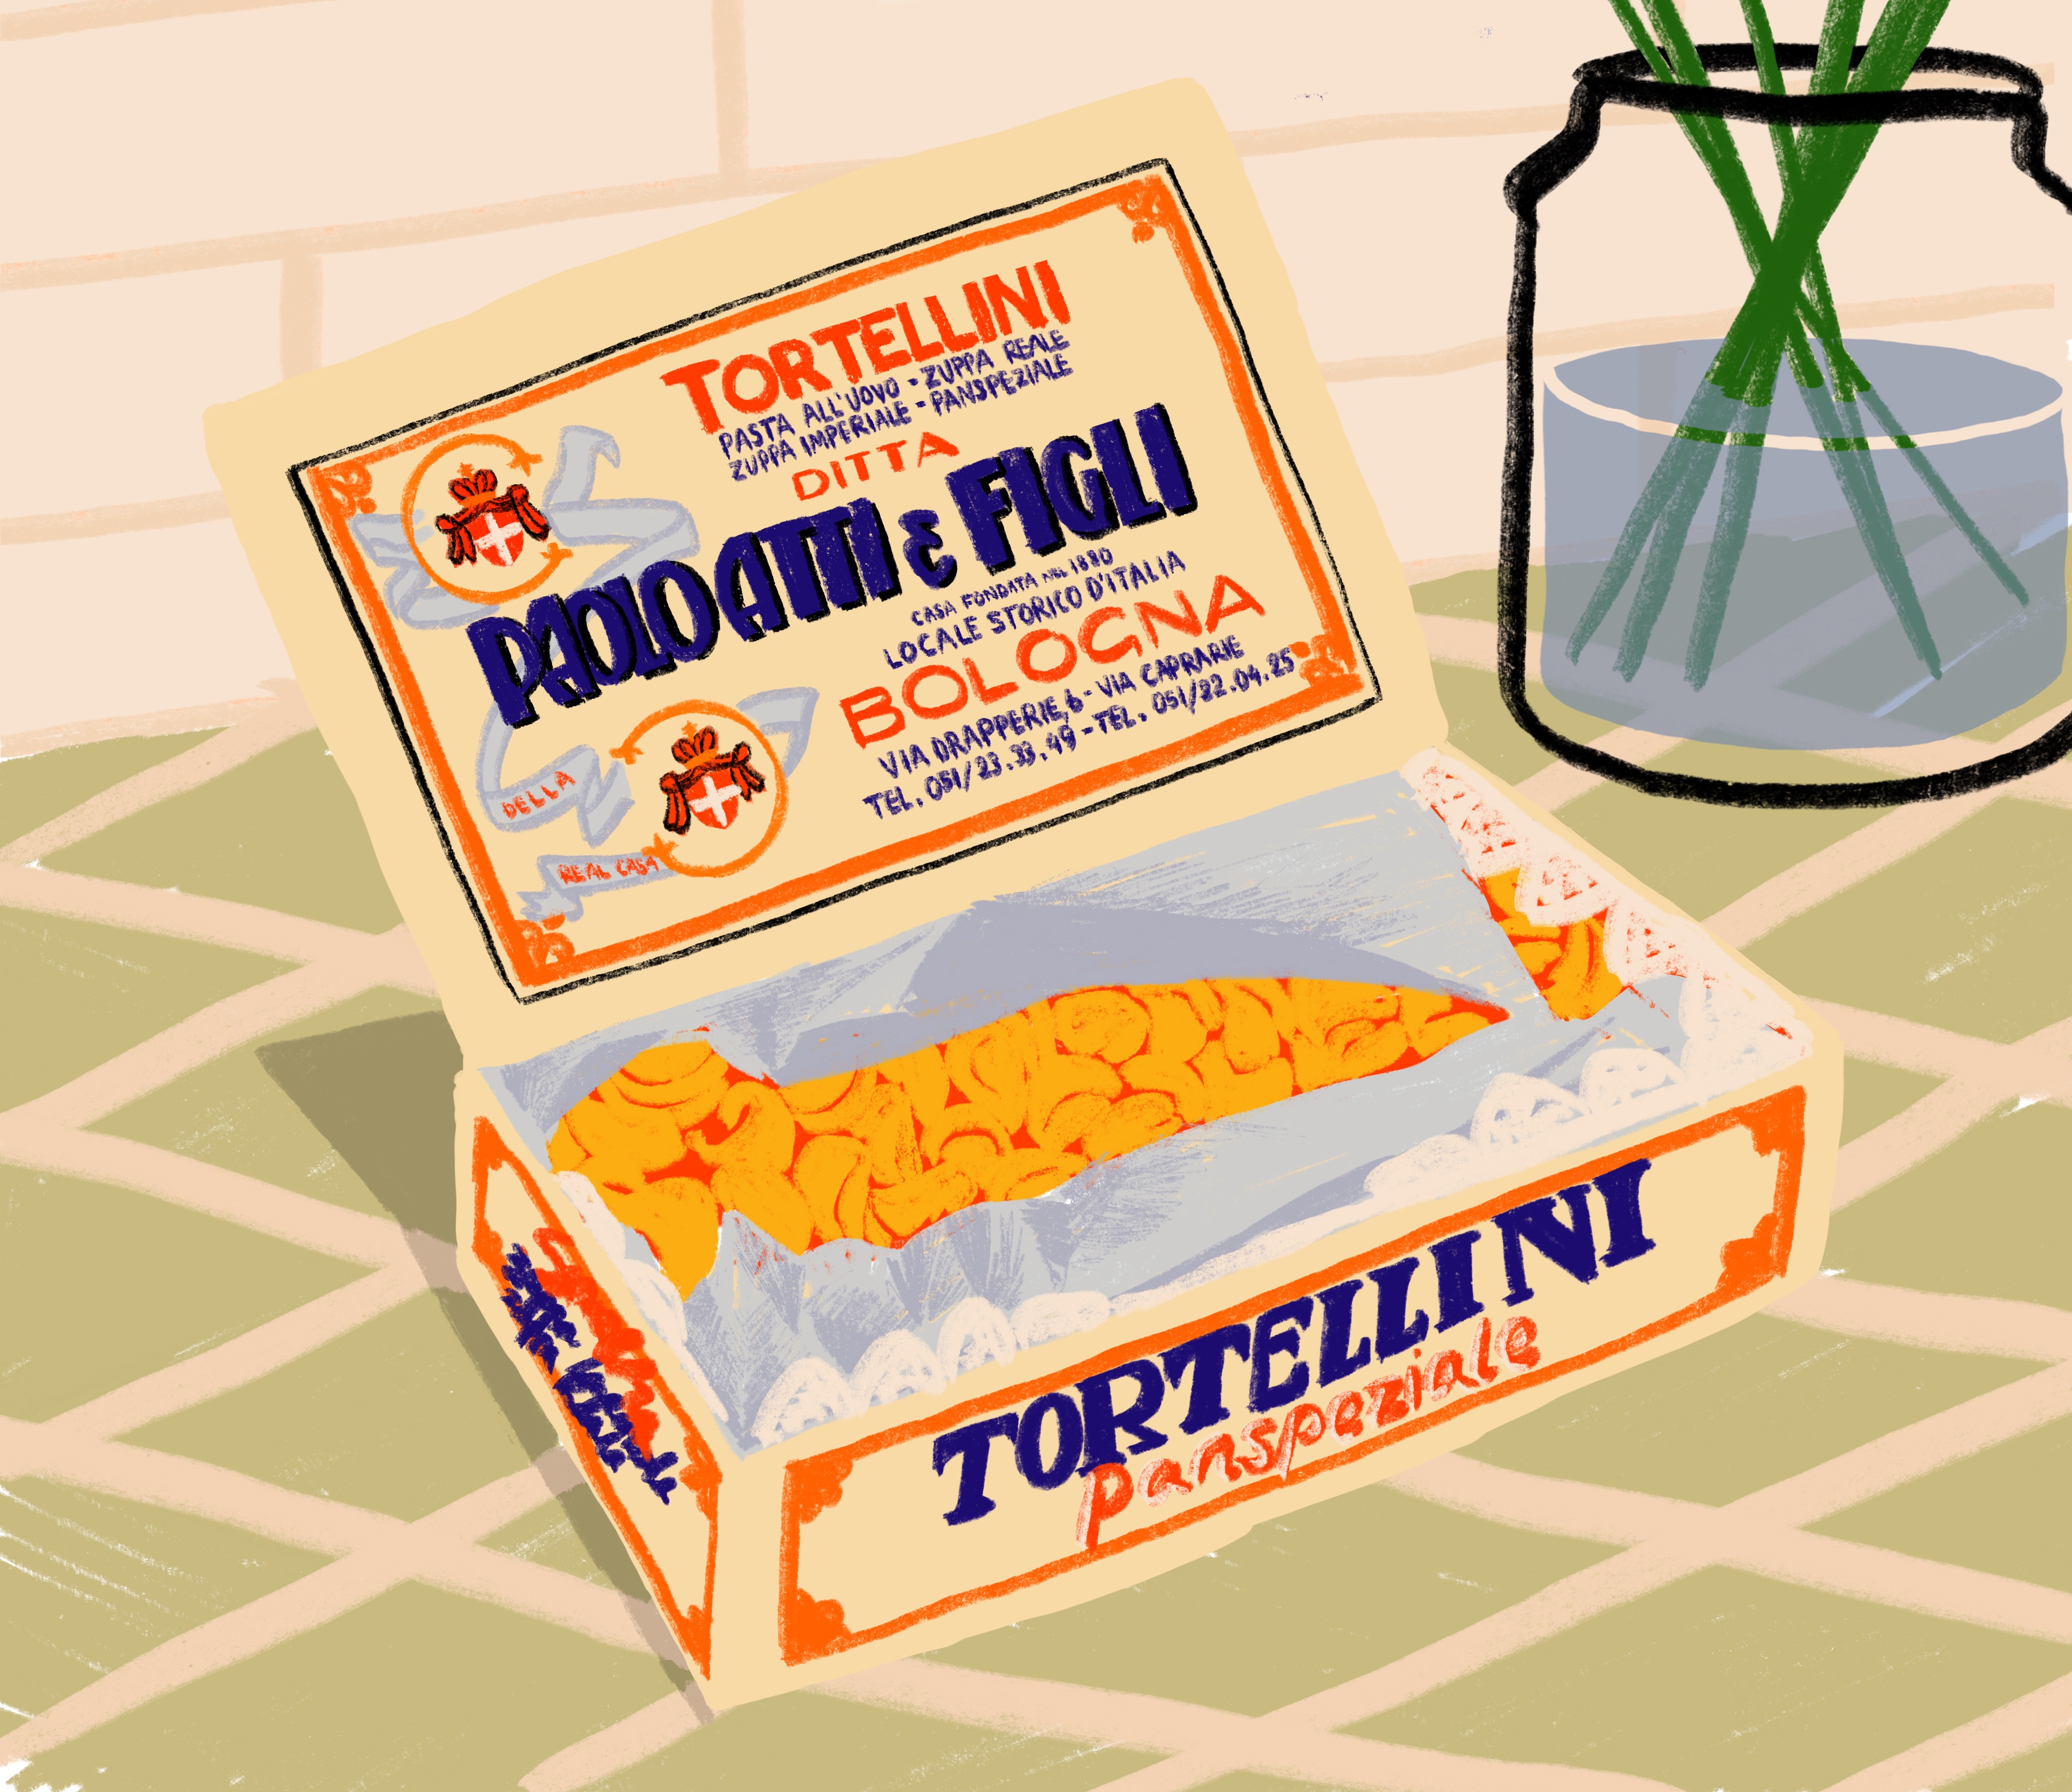 TORTELLINI
PASTA ALL'UOVO - ZUPPA REALE
ZUPPA IMPERIALE - PANSPEZIALE
DITTA
PAOLO ATTI & FIGLI
CASA FONDATA NEL 1880
LOCALE STORICO D'ITALIA
BOLOGNA
VIA DRAPPERIE, 6 - VIA CAPRARIE
TEL. 051/23.33.49 - TEL. 051/22.04.25
DELLA
REAL CASA
TORTELLINI
panspeziale